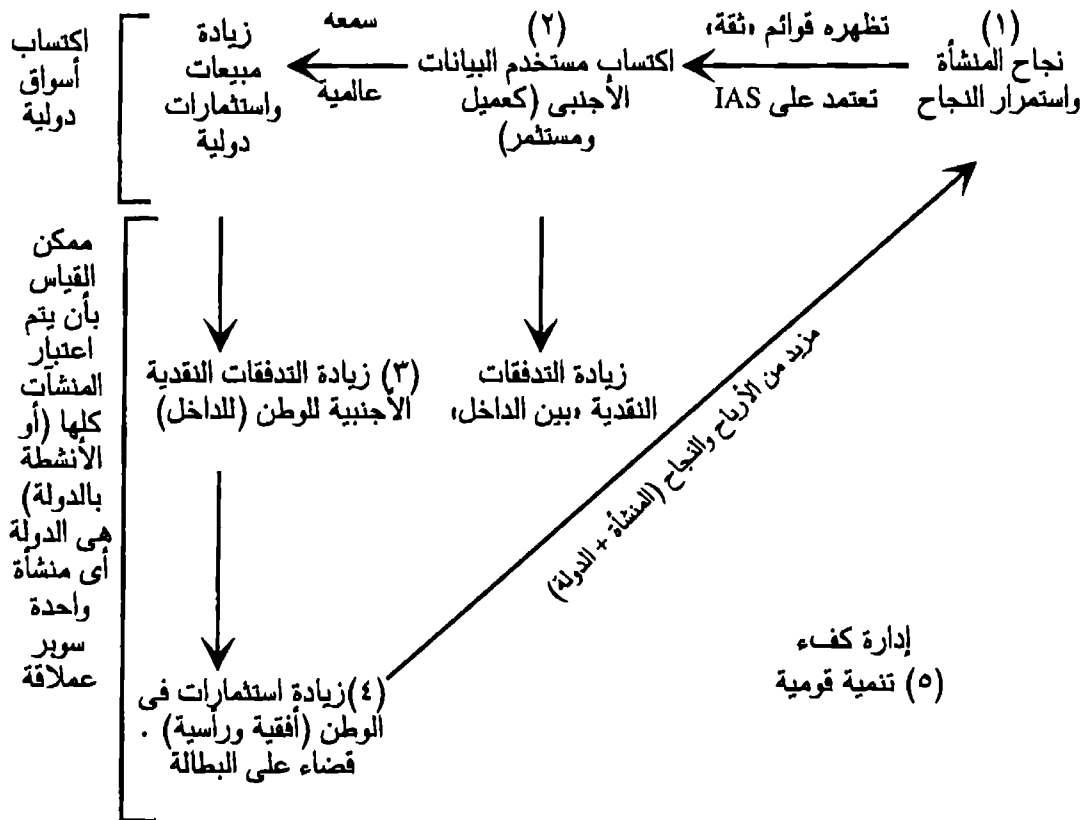 (١)
نجاح المنشأة
واستمرار النجاح
تظهره قوائم «ثقة»
تعتمد على IAS
(٢)
اكتساب مستخدم البيانات
الأجنبى (كعميل
ومستثمر)
سمعه
عالمية
زيادة
مبيعات
واستثمارات
دولية
اكتساب
أسواق
دولية
زيادة التدفقات
النقدية «بين الداخل»
(٣) زيادة التدفقات النقدية
الأجنبية للوطن (للداخل)
ممكن
القياس
بأن يتم
اعتبار
المنشآت
كلها (أو
الأنشطة
بالدولة)
هى الدولة
أى منشأة
واحدة
سوبر
عملاقة
مزيد من الأرباح والنجاح (المنشأة + الدولة)
إدارة كفء
(٥) تنمية قومية
(٤) زيادة استثمارات فى
الوطن (أفقية ورأسية) .
قضاء على البطالة